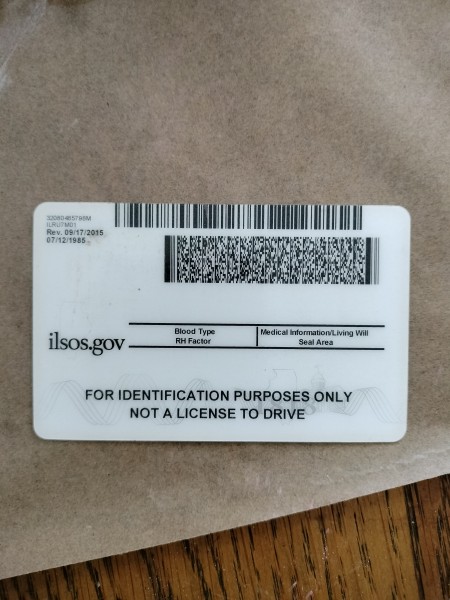 32080465798M
ILRU7M01
Rev. 09/17/2015
07/12/1985
ilsos.gov
Blood Type
RH Factor
Medical Information/Living Will
Seal Area
FOR IDENTIFICATION PURPOSES ONLY
NOT A LICENSE TO DRIVE